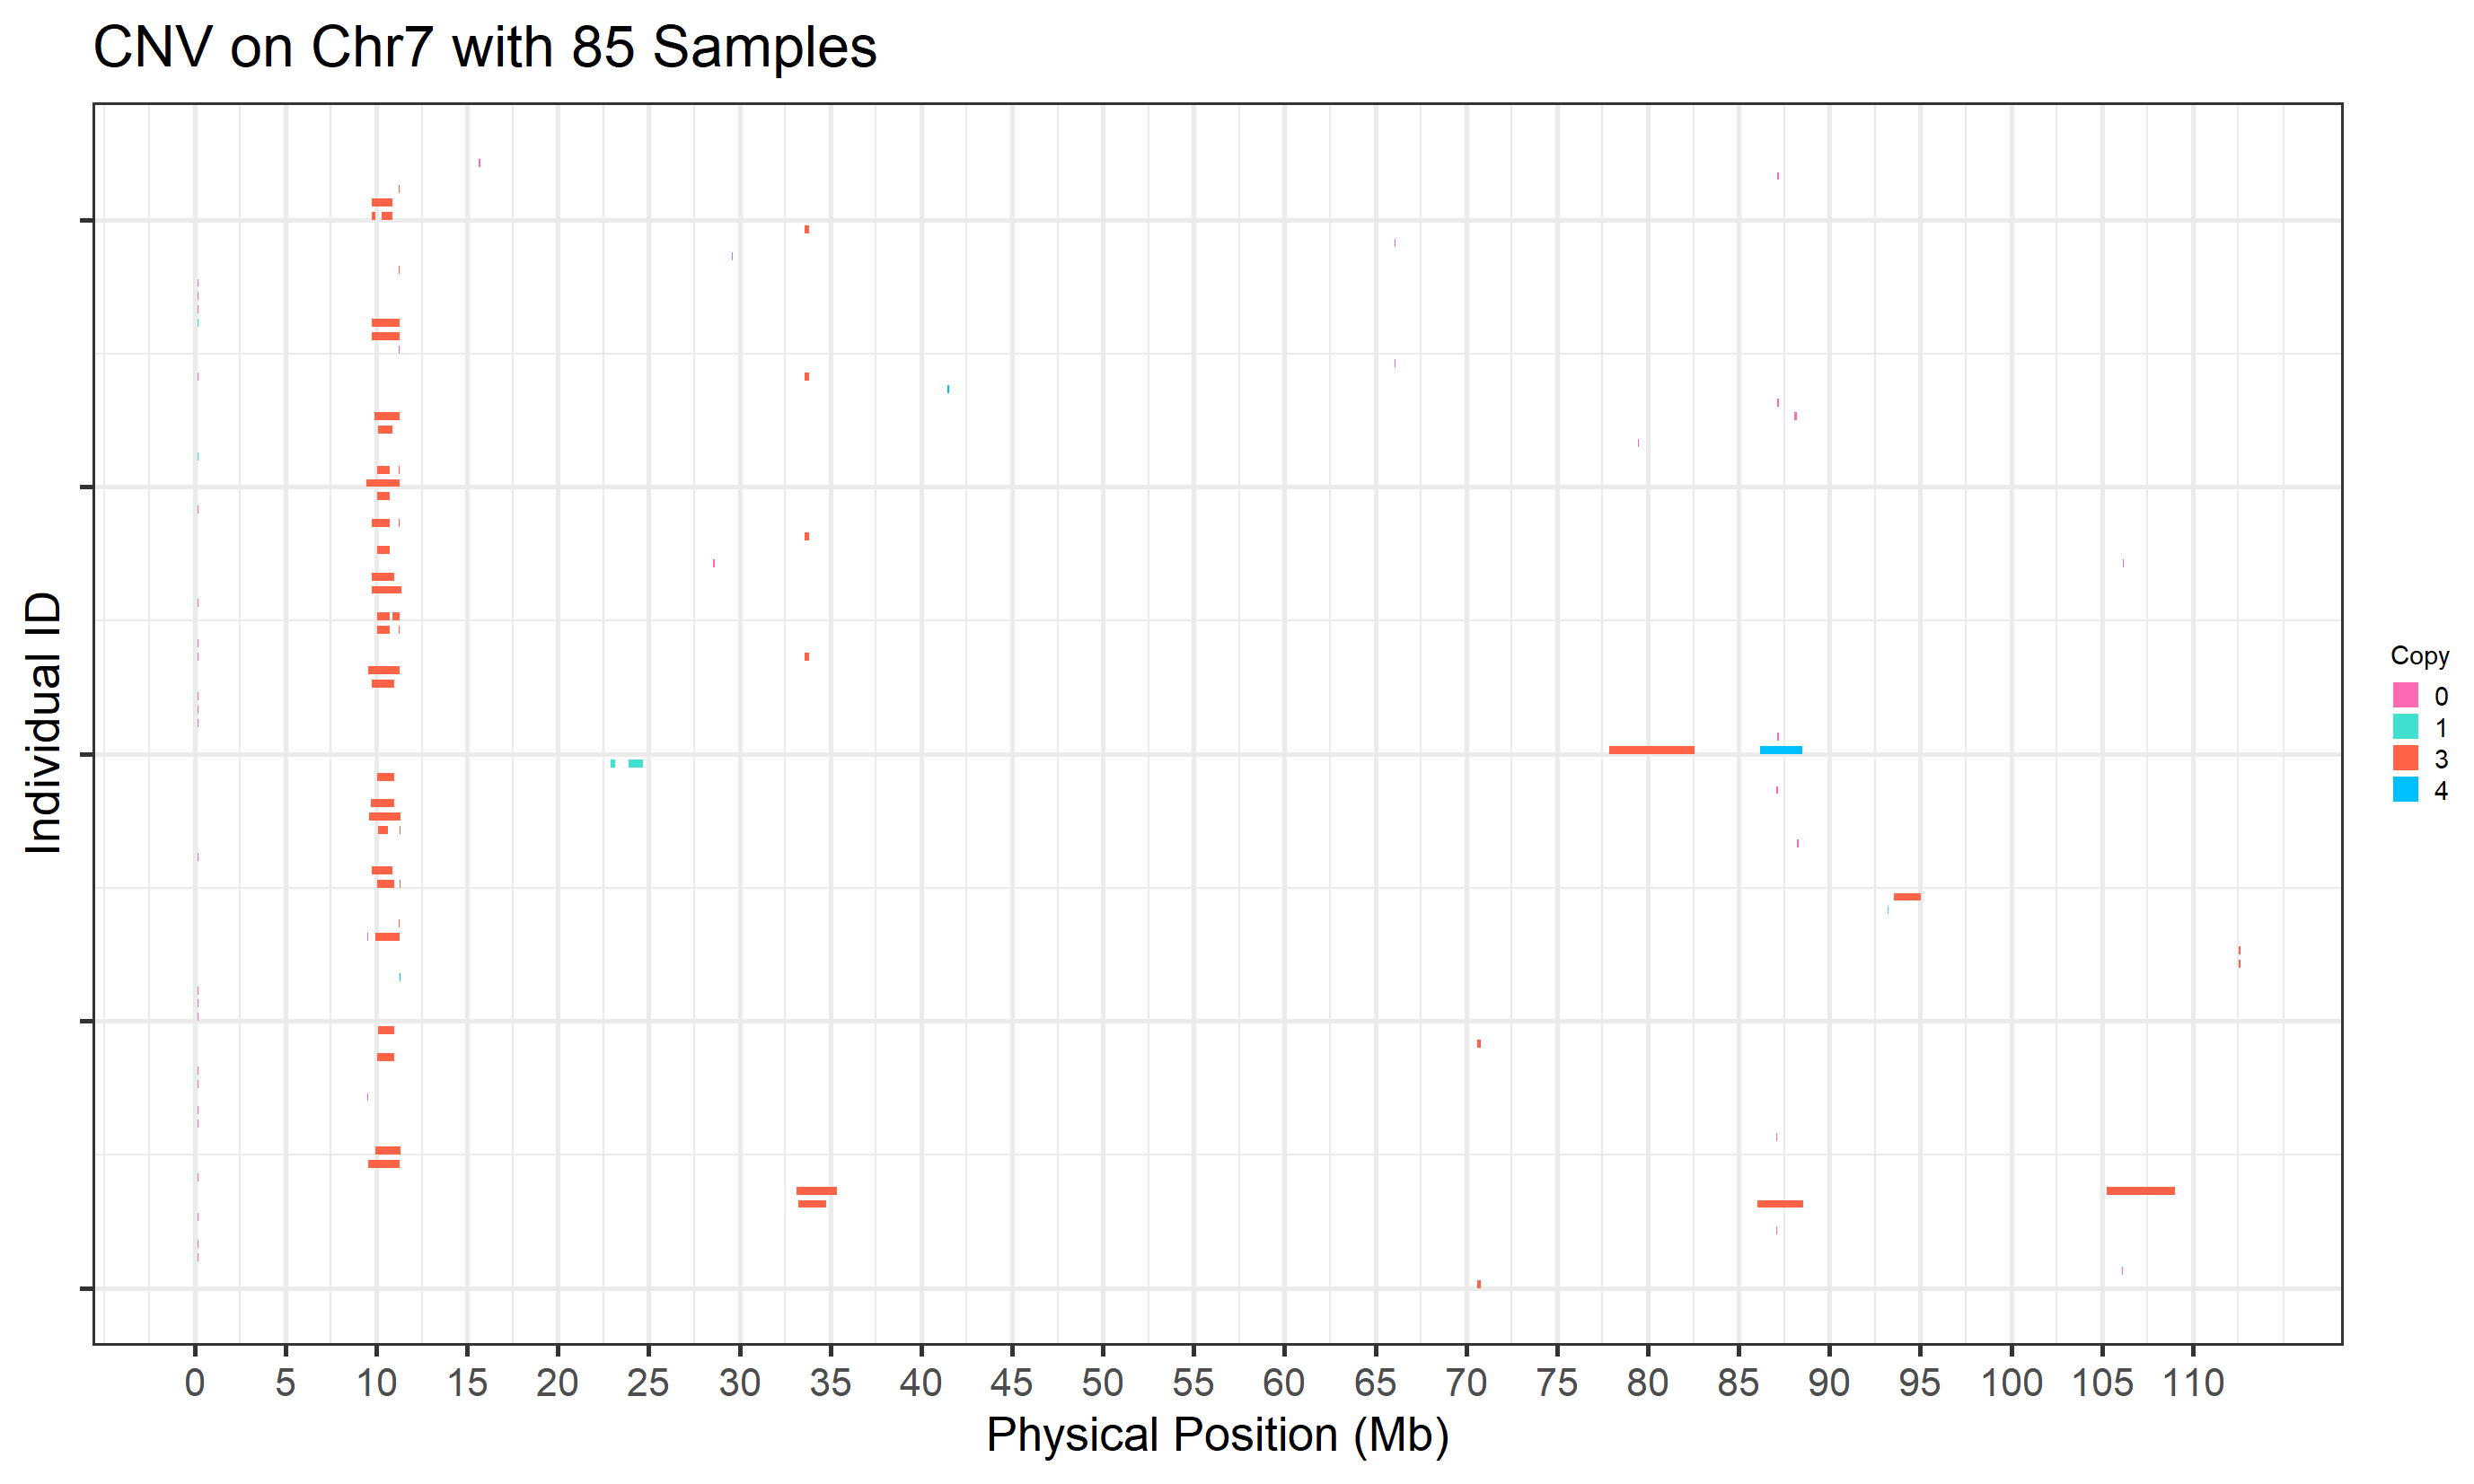 CNV on Chr7 with 85 Samples
Individual ID
Copy
0
1
3
4
0 5 10 15 20 25 30 35 40 45 50 55 60 65 70 75 80 85 90 95 100 105 110
Physical Position (Mb)